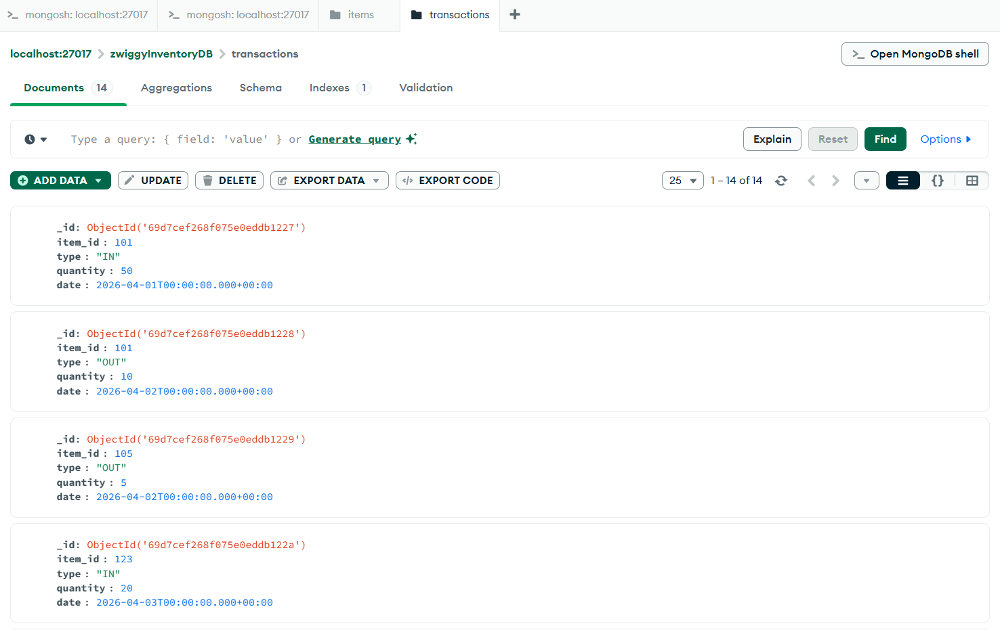 mongosh: localhost:27017 mongosh: localhost:27017 items transactions
localhost:27017 zwiggyInventoryDB transactions Open MongoDB shell
Documents 14 Aggregations Schema Indexes 1 Validation
Type a query: { field: 'value' } or Generate query Explain Reset Find Options
ADD DATA UPDATE DELETE EXPORT DATA EXPORT CODE 25 1 – 14 of 14
_id: ObjectId('69d7cef268f075e0eddb1227')
item_id : 101
type : "IN"
quantity : 50
date : 2026-04-01T00:00:00.000+00:00
_id: ObjectId('69d7cef268f075e0eddb1228')
item_id : 101
type : "OUT"
quantity : 10
date : 2026-04-02T00:00:00.000+00:00
_id: ObjectId('69d7cef268f075e0eddb1229')
item_id : 105
type : "OUT"
quantity : 5
date : 2026-04-02T00:00:00.000+00:00
_id: ObjectId('69d7cef268f075e0eddb122a')
item_id : 123
type : "IN"
quantity : 20
date : 2026-04-03T00:00:00.000+00:00